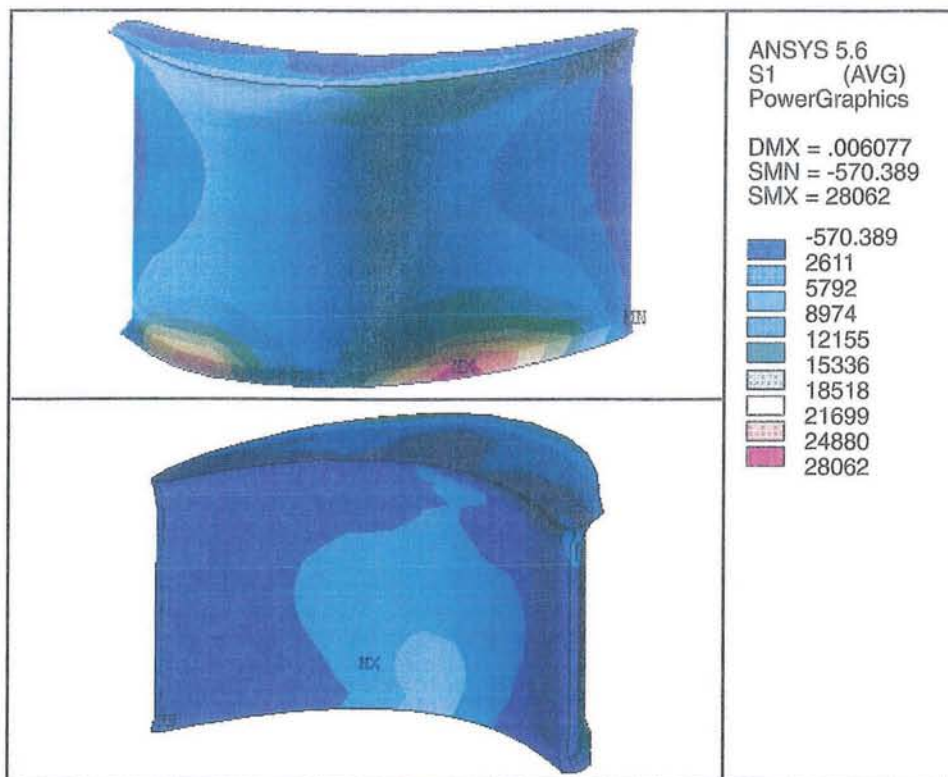 ANSYS 5.6
S1 (AVG)
PowerGraphics
DMX = .006077
SMN = -570.389
SMX = 28062
-570.389
2611
5792
8974
12155
15336
18518
21699
24880
28062
MN
MX
MX